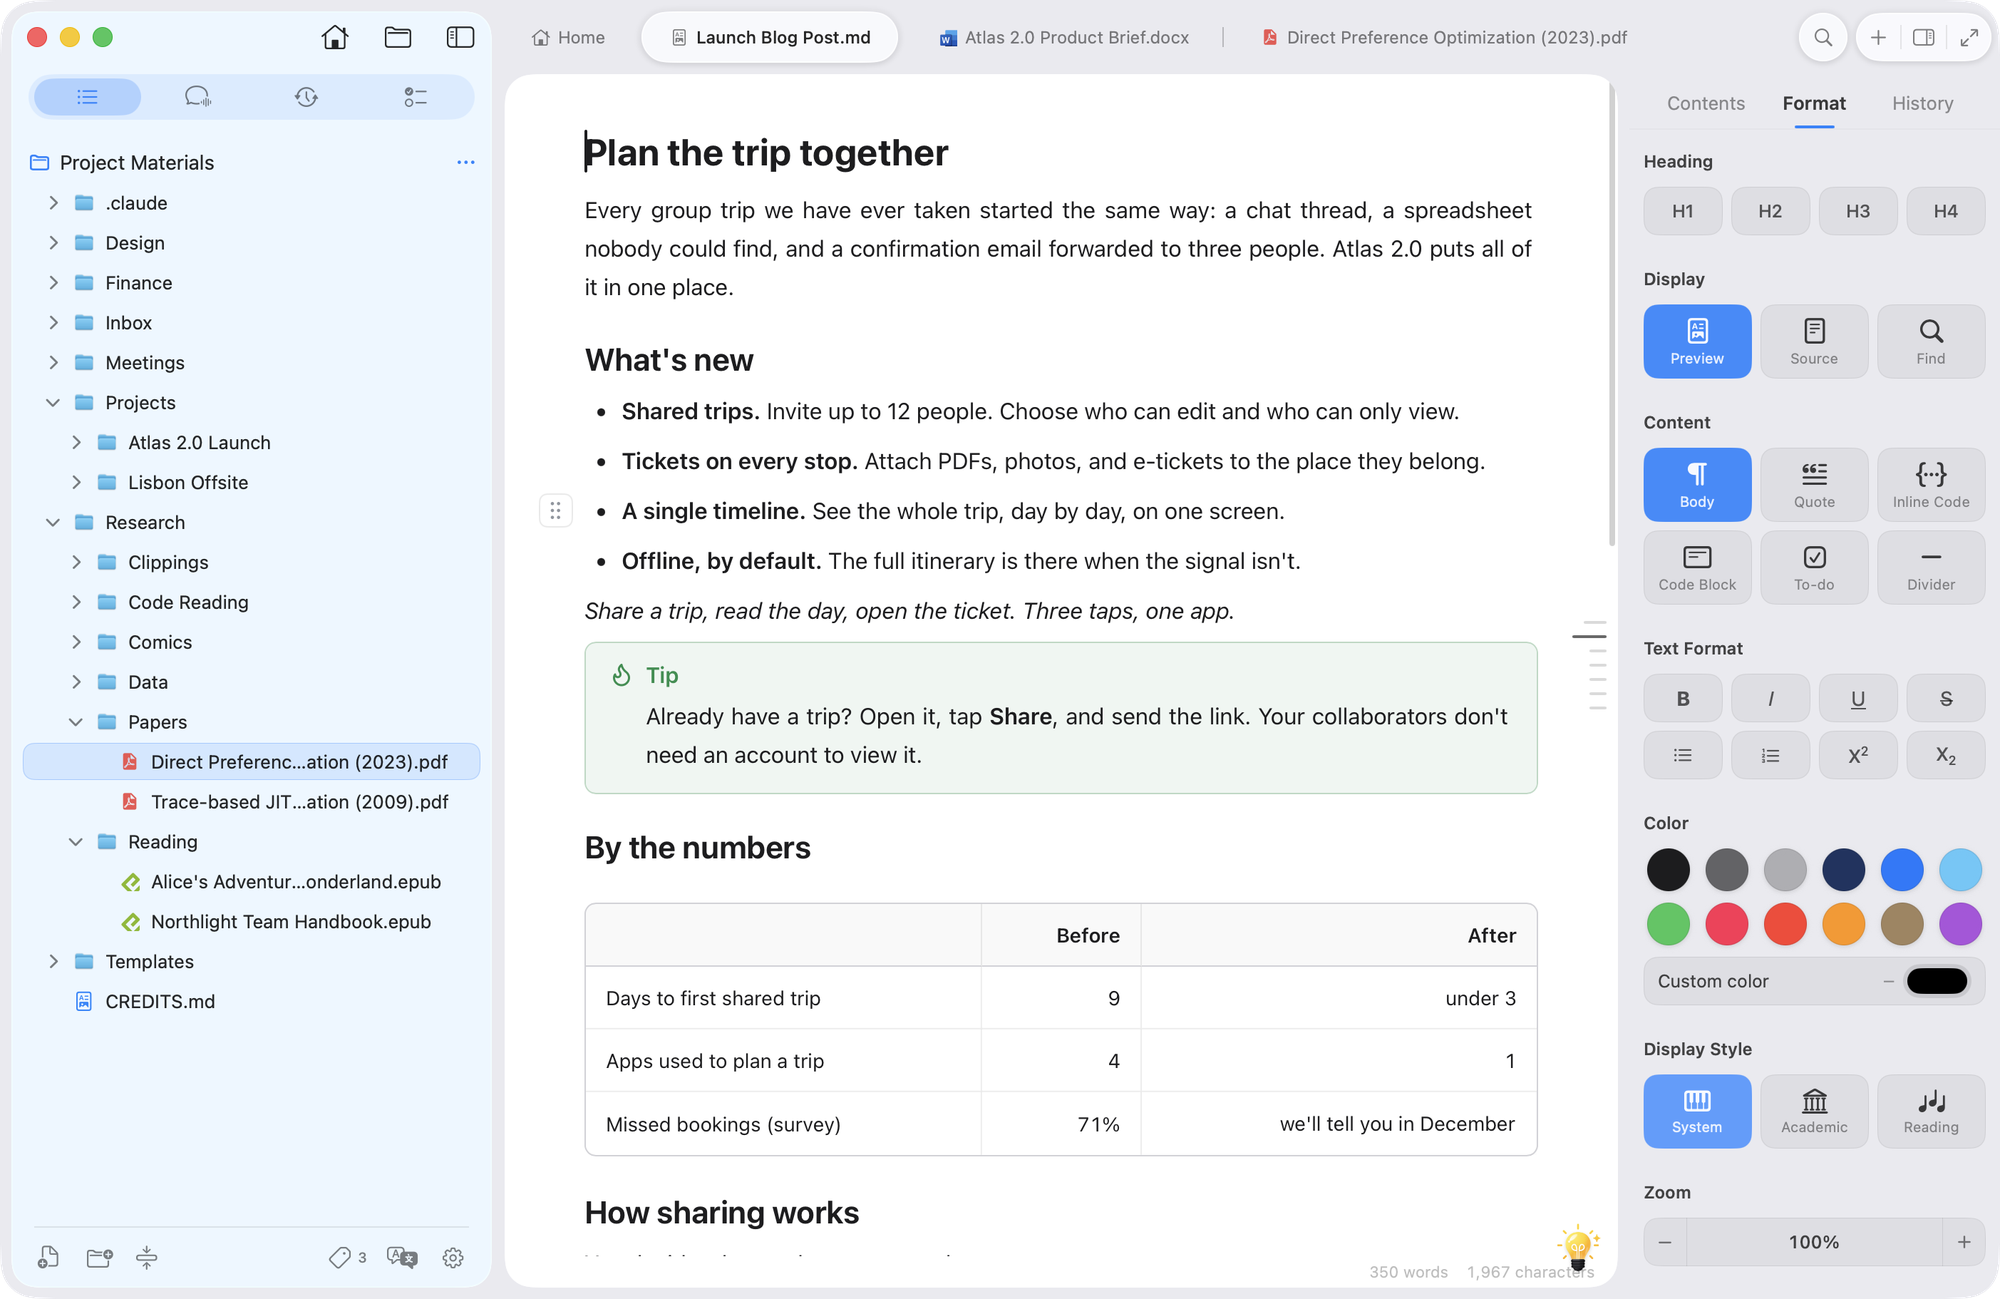 Home
Launch Blog Post.md
Atlas 2.0 Product Brief.docx
Direct Preference Optimization (2023).pdf
Project Materials
.claude
Design
Finance
Inbox
Meetings
Projects
Atlas 2.0 Launch
Lisbon Offsite
Research
Clippings
Code Reading
Comics
Data
Papers
Direct Preferenc...ation (2023).pdf
Trace-based JIT...ation (2009).pdf
Reading
Alice's Adventur...onderland.epub
Northlight Team Handbook.epub
Templates
CREDITS.md
3
Plan the trip together
Every group trip we have ever taken started the same way: a chat thread, a spreadsheet
nobody could find, and a confirmation email forwarded to three people. Atlas 2.0 puts all of
it in one place.
What's new
• Shared trips. Invite up to 12 people. Choose who can edit and who can only view.
• Tickets on every stop. Attach PDFs, photos, and e-tickets to the place they belong.
• A single timeline. See the whole trip, day by day, on one screen.
• Offline, by default. The full itinerary is there when the signal isn't.
Share a trip, read the day, open the ticket. Three taps, one app.
Tip
Already have a trip? Open it, tap Share, and send the link. Your collaborators don't
need an account to view it.
By the numbers
Before After
Days to first shared trip 9 under 3
Apps used to plan a trip 4 1
Missed bookings (survey) 71% we'll tell you in December
How sharing works
350 words 1,967 characters
Contents Format History
Heading
H1 H2 H3 H4
Display
Preview Source Find
Content
Body Quote Inline Code
Code Block To-do Divider
Text Format
B I U S
X² X₂
Color
Custom color
Display Style
System Academic Reading
Zoom
− 100% +